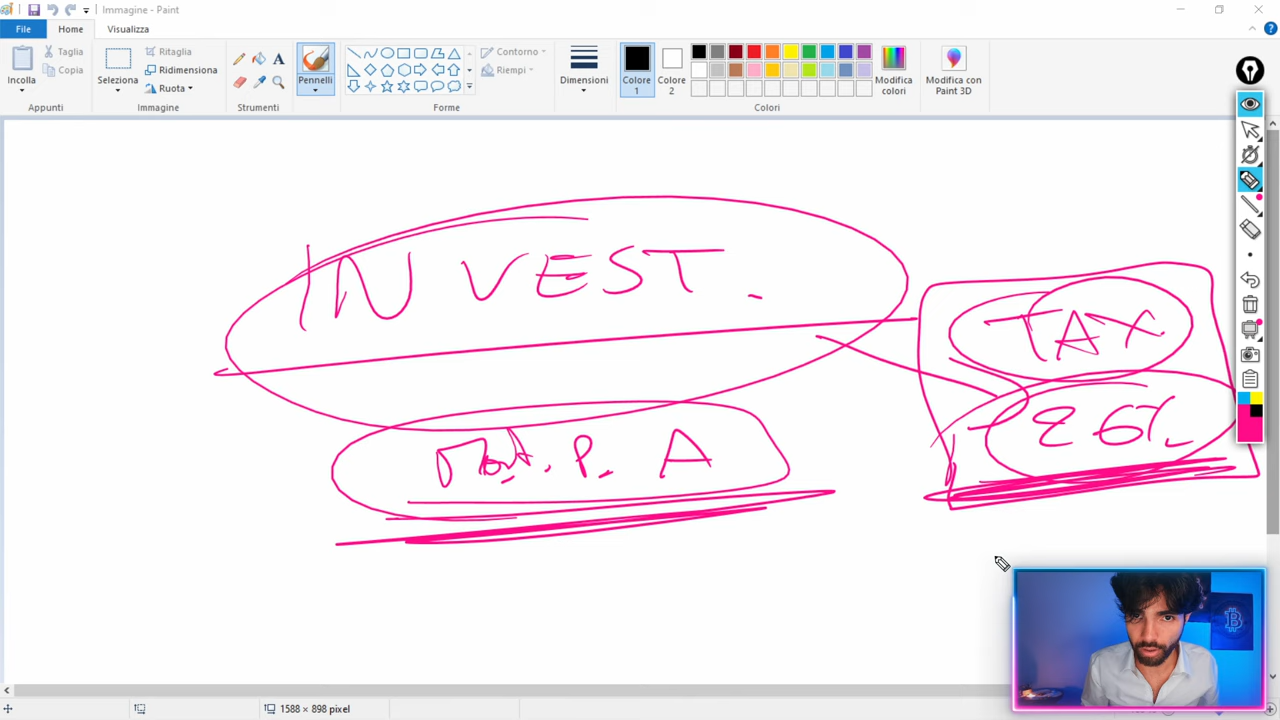 Immagine - Paint
File Home Visualizza
Incolla
Taglia
Copia
Appunti
Seleziona
Ritaglia
Ridimensiona
Ruota
Immagine
A
Strumenti
Pennelli
Contorno
Riempi
Forme
Dimensioni
Colore 1
Colore 2
Modifica colori
Colori
Modifica con Paint 3D
INVEST.
TAX
P. A
1588 × 898 pixel